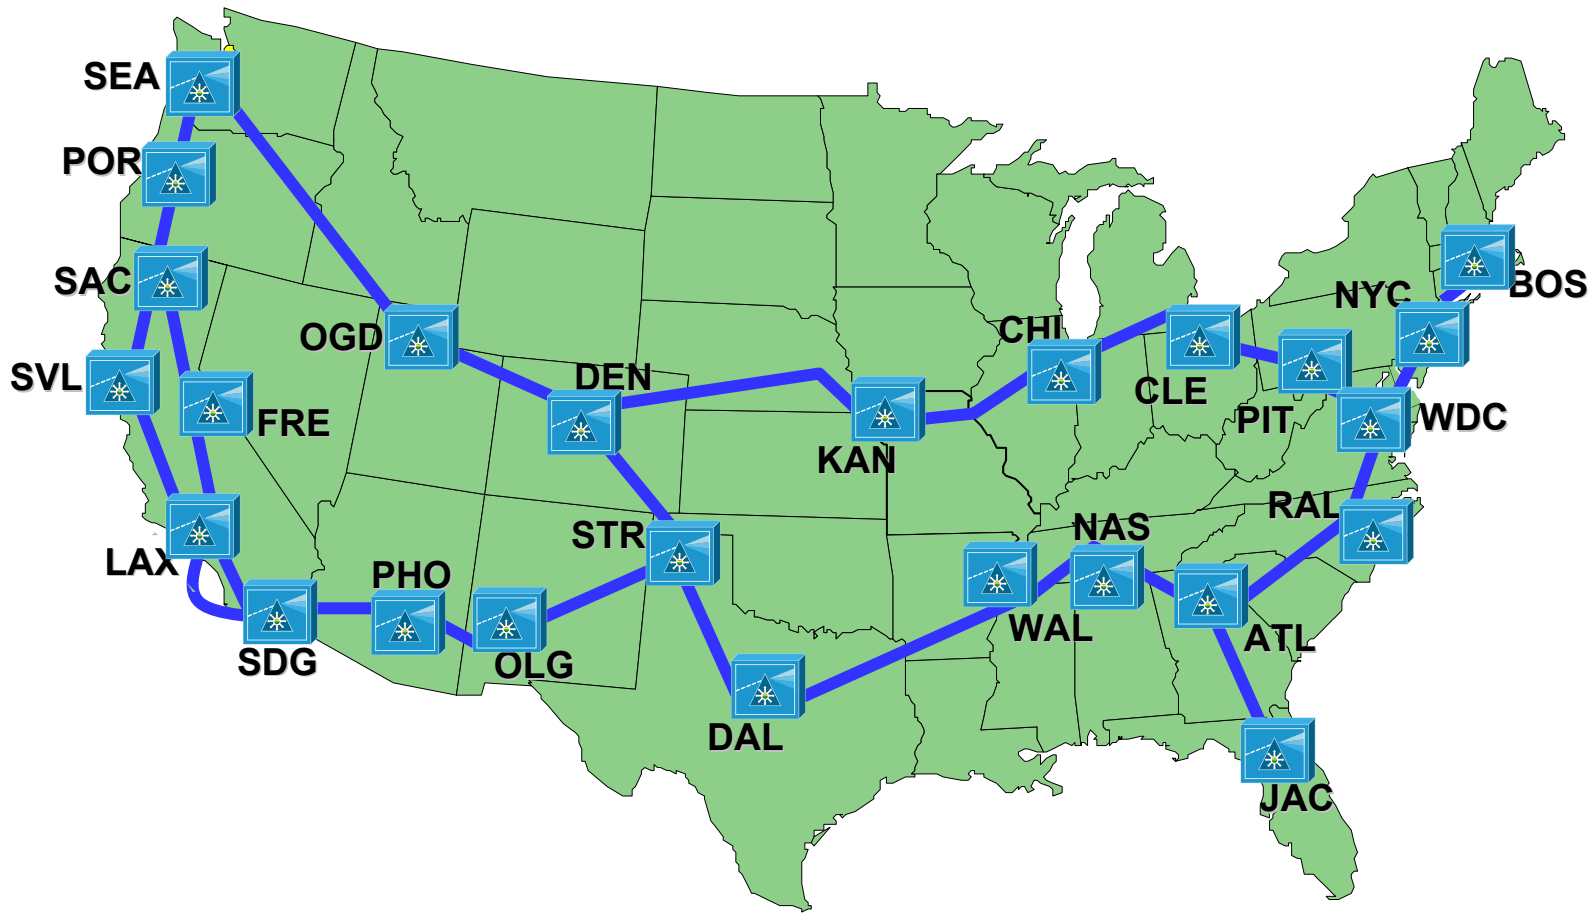 SEA
POR
SAC
BOS
NYC
OGD
CHI
SVL
DEN
CLE
FRE
PIT
WDC
KAN
RAL
STR
NAS
LAX
PHO
WAL
ATL
SDG
OLG
DAL
JAC